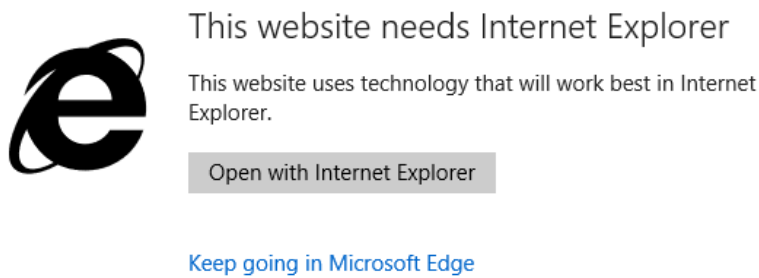 This website needs Internet Explorer
This website uses technology that will work best in Internet
Explorer.
Open with Internet Explorer
Keep going in Microsoft Edge